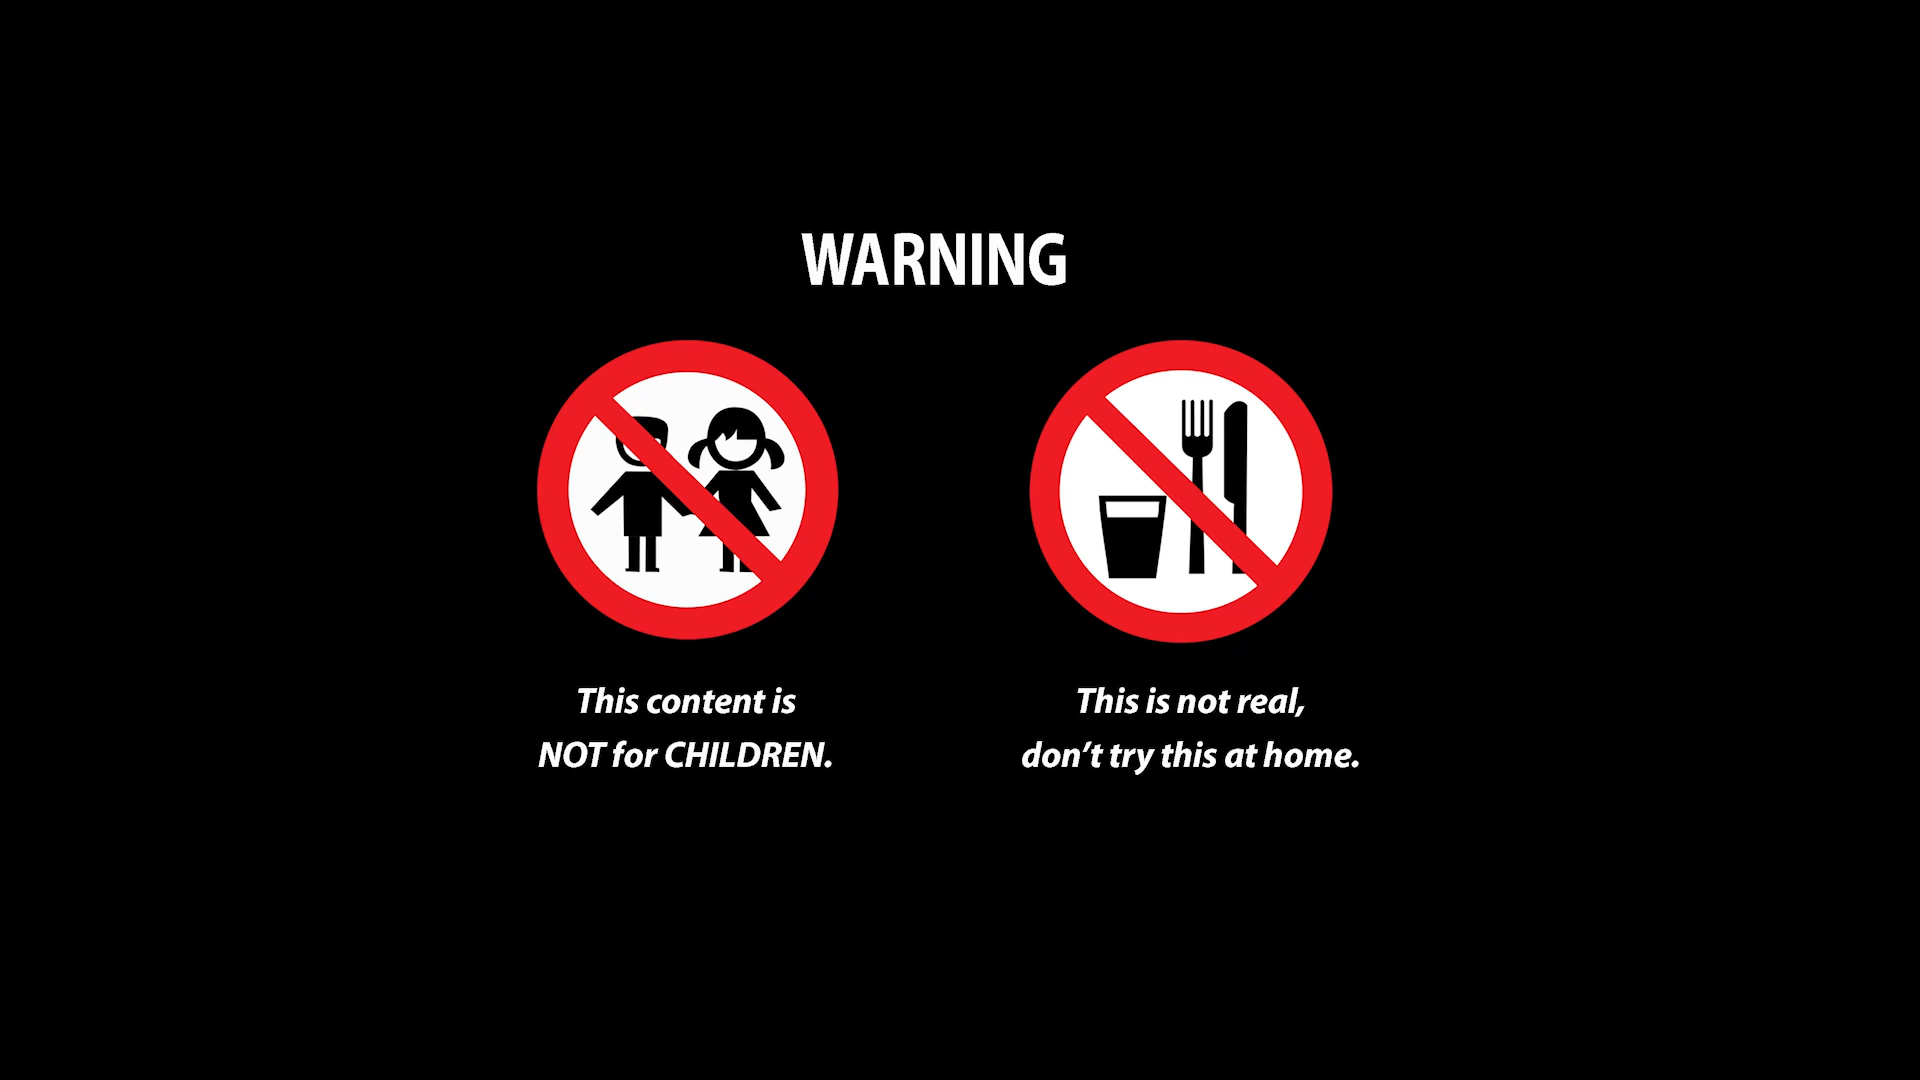 WARNING
This content is
NOT for CHILDREN.
This is not real,
don’t try this at home.